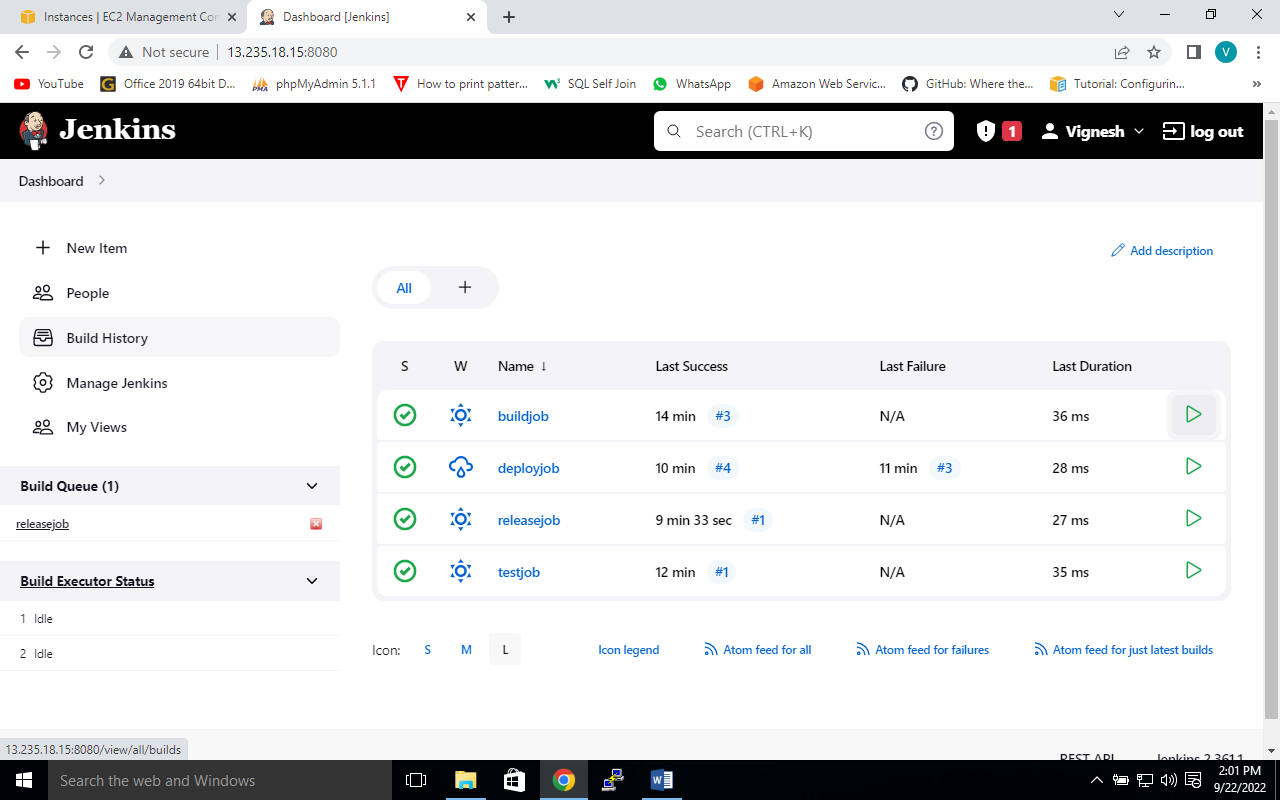 Instances | EC2 Management Con
Dashboard [Jenkins]
Not secure
13.235.18.15:8080
V
YouTube
Office 2019 64bit D...
phpMyAdmin 5.1.1
How to print patter...
SQL Self Join
WhatsApp
Amazon Web Servic...
GitHub: Where the...
Tutorial: Configurin...
»
Jenkins
Search (CTRL+K)
1
Vignesh
log out
Dashboard
New Item
People
Build History
Manage Jenkins
My Views
Build Queue (1)
releasejob
Build Executor Status
1 Idle
2 Idle
Add description
All +
S W Name ↓ Last Success Last Failure Last Duration
buildjob 14 min #3 N/A 36 ms
deployjob 10 min #4 11 min #3 28 ms
releasejob 9 min 33 sec #1 N/A 27 ms
testjob 12 min #1 N/A 35 ms
Icon: S M L
Icon legend
Atom feed for all
Atom feed for failures
Atom feed for just latest builds
13.235.18.15:8080/view/all/builds
REST API
Jenkins 2.361.1
Search the web and Windows
2:01 PM
9/22/2022